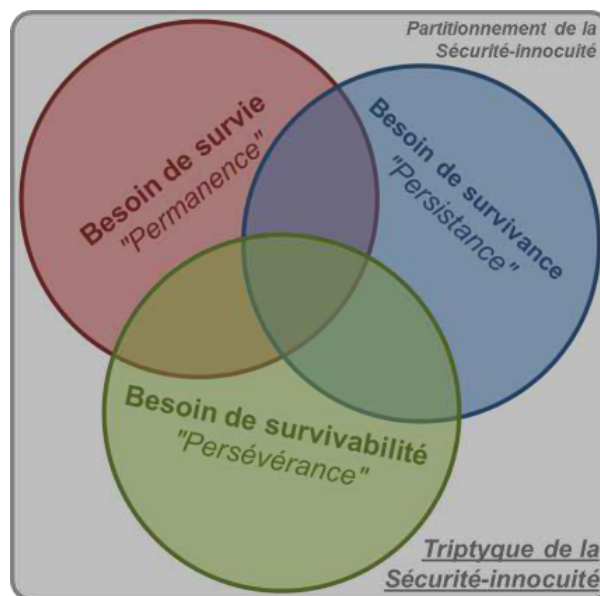 Partitionnement de la
Sécurité-innocuité
Besoin de survie
"Permanence"
Besoin de survivance
"Persistance"
Besoin de survivabilité
"Persévérance"
Triptyque de la
Sécurité-innocuité